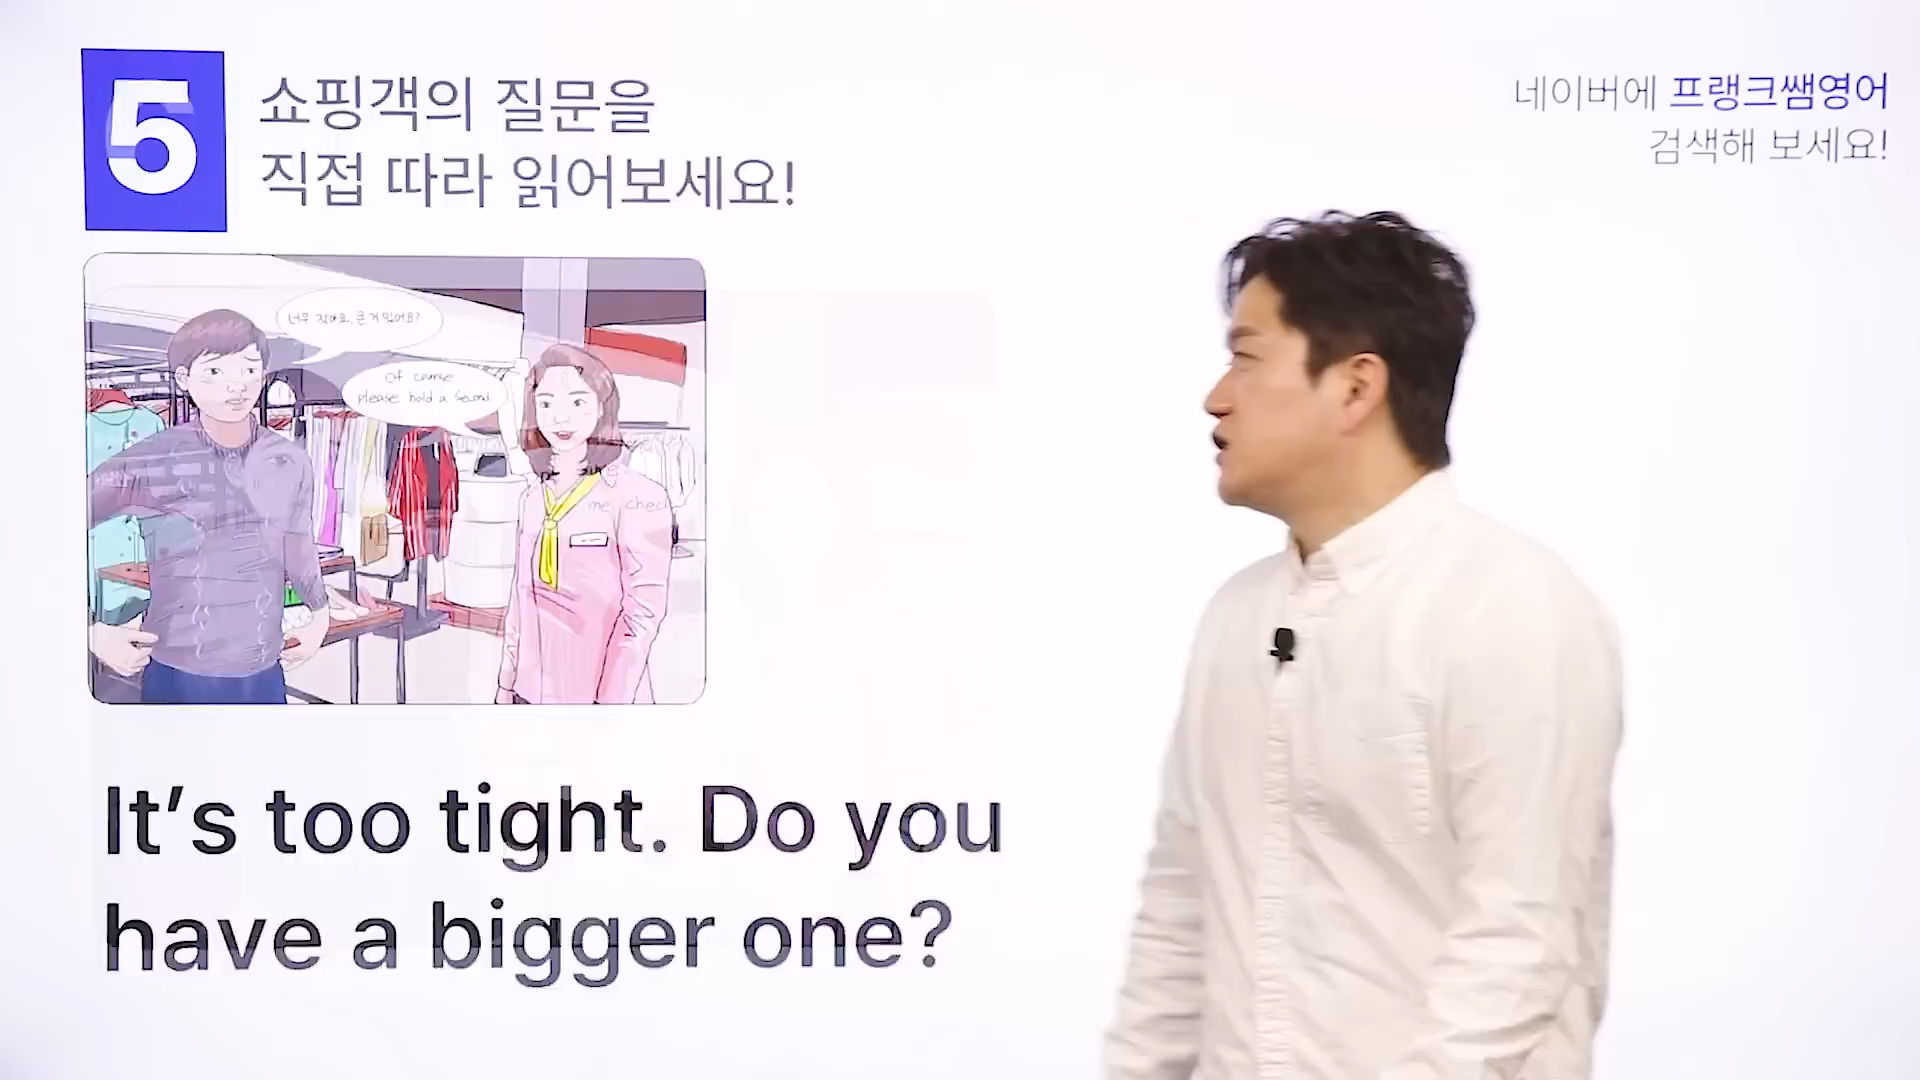 5
쇼핑객의 질문을
직접 따라 읽어보세요!
네이버에 프랭크쌤영어
검색해 보세요!
너무 작아요. 큰 거 있어요?
Of course
please hold a second
me check
It’s too tight. Do you
have a bigger one?